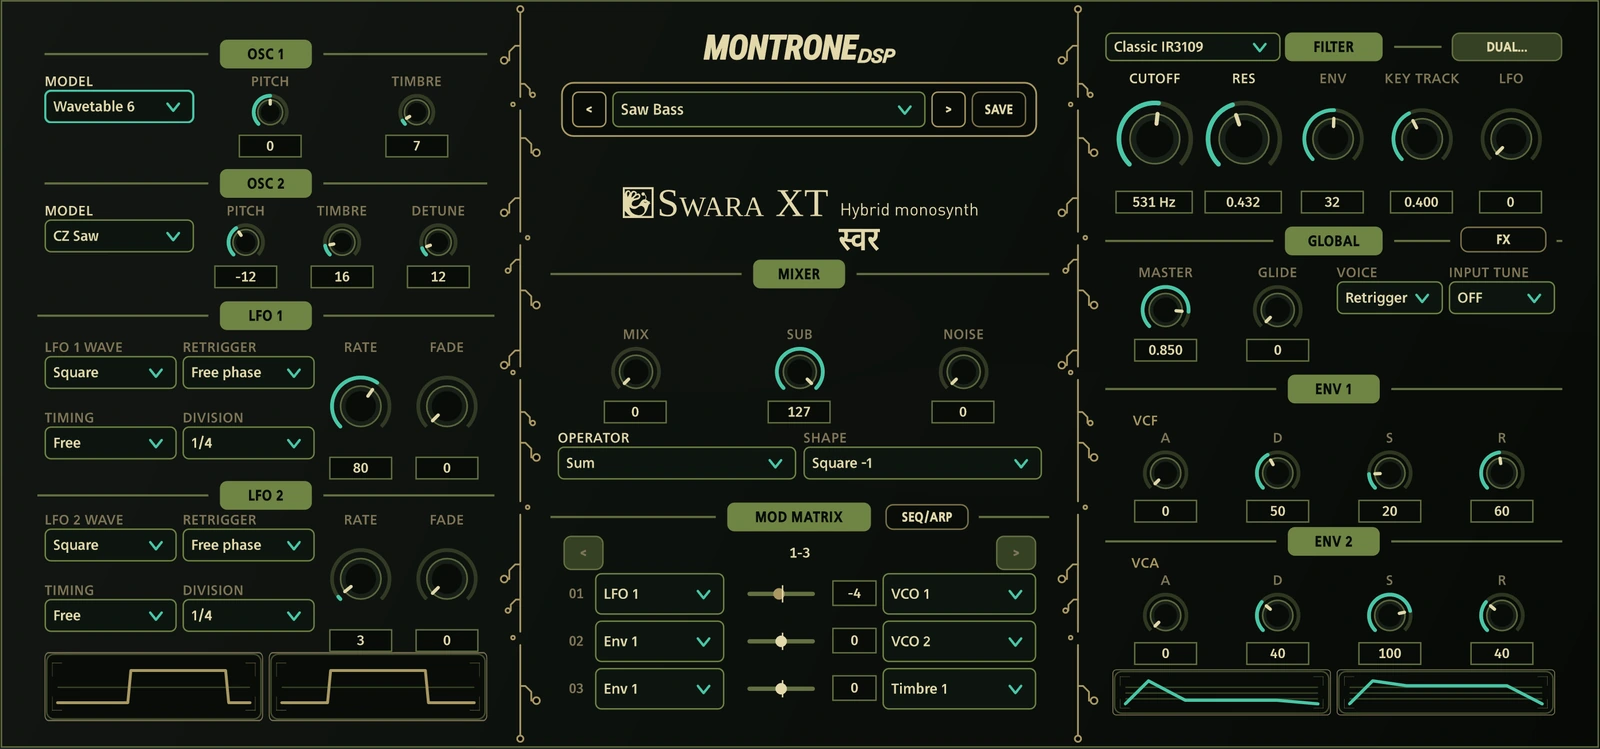 OSC 1
MODEL PITCH TIMBRE
Wavetable 6
0 7
OSC 2
MODEL PITCH TIMBRE DETUNE
CZ Saw
-12 16 12
LFO 1
LFO 1 WAVE RETRIGGER RATE FADE
Square Free phase
TIMING DIVISION
Free 1/4
80 0
LFO 2
LFO 2 WAVE RETRIGGER RATE FADE
Square Free phase
TIMING DIVISION
Free 1/4
3 0
MONTRONE DSP
< Saw Bass > SAVE
SWARA XT Hybrid monosynth
स्वर
MIXER
MIX SUB NOISE
0 127 0
OPERATOR SHAPE
Sum Square -1
MOD MATRIX SEQ/ARP
< 1-3 >
01 LFO 1 -4 VCO 1
02 Env 1 0 VCO 2
03 Env 1 0 Timbre 1
Classic IR3109 FILTER DUAL...
CUTOFF RES ENV KEY TRACK LFO
531 Hz 0.432 32 0.400 0
GLOBAL FX
MASTER GLIDE VOICE INPUT TUNE
Retrigger OFF
0.850 0
ENV 1
VCF
A D S R
0 50 20 60
ENV 2
VCA
A D S R
0 40 100 40